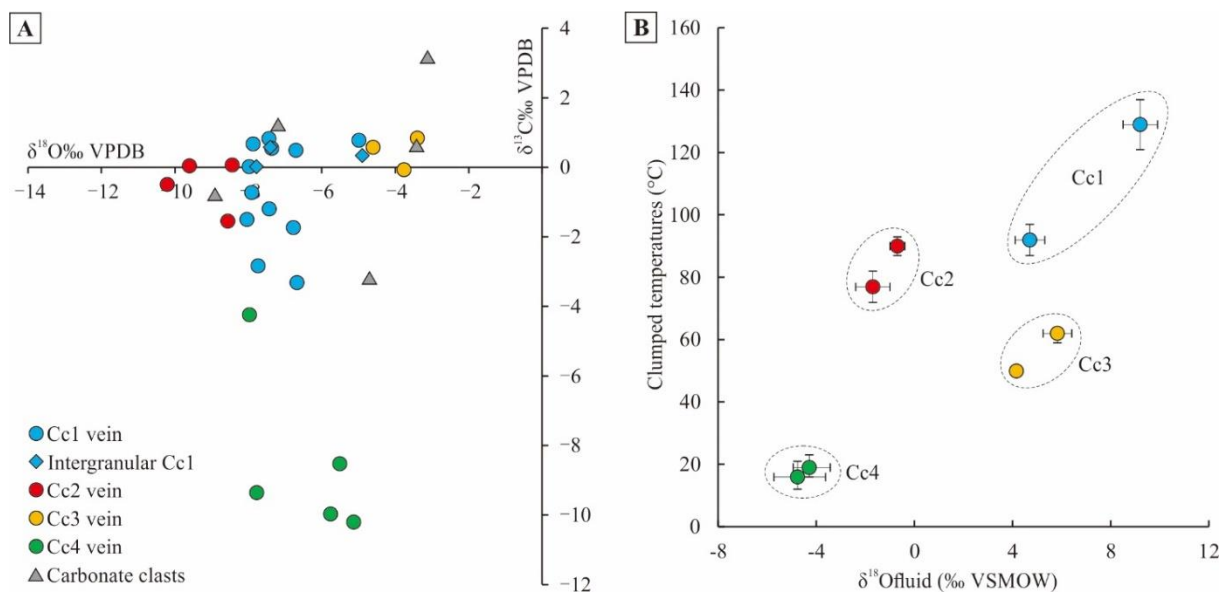 A
4
2
0
−2
−4
−6
−8
−10
−12
δ¹³C‰ VPDB
δ¹⁸O‰ VPDB
−14
−12
−10
−8
−6
−4
−2
Cc1 vein
Intergranular Cc1
Cc2 vein
Cc3 vein
Cc4 vein
Carbonate clasts
B
160
140
120
100
80
60
40
20
0
Clumped temperatures (°C)
Cc1
Cc2
Cc3
Cc4
-8
-4
0
4
8
12
δ¹⁸Ofluid (‰ VSMOW)